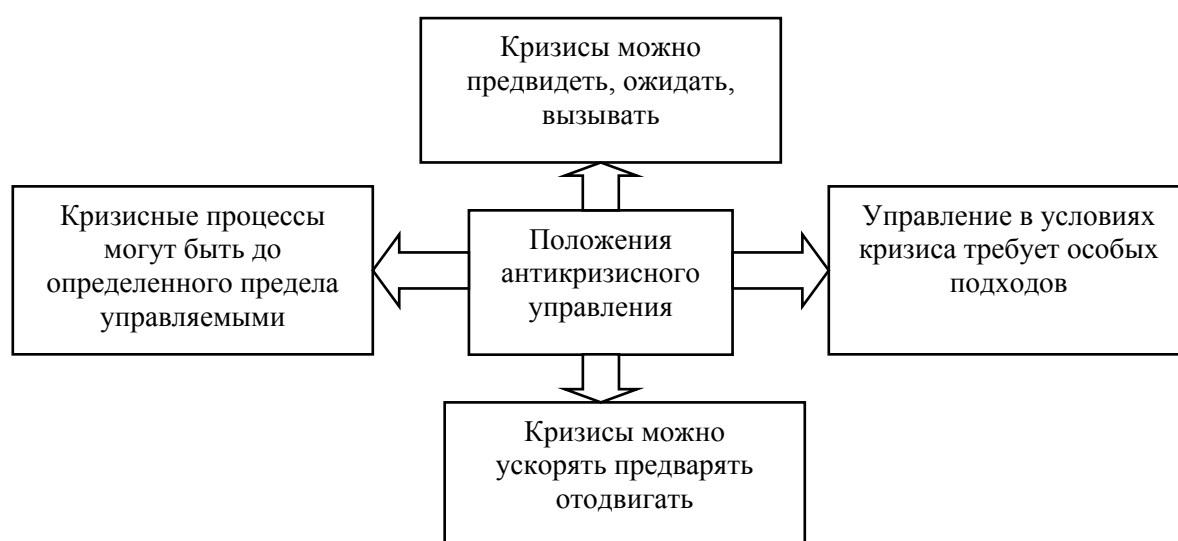 Кризисы можно
предвидеть, ожидать,
вызывать
Кризисные процессы
могут быть до
определенного предела
управляемыми
Положения
антикризисного
управления
Управление в условиях
кризиса требует особых
подходов
Кризисы можно
ускорять предварять
отодвигать